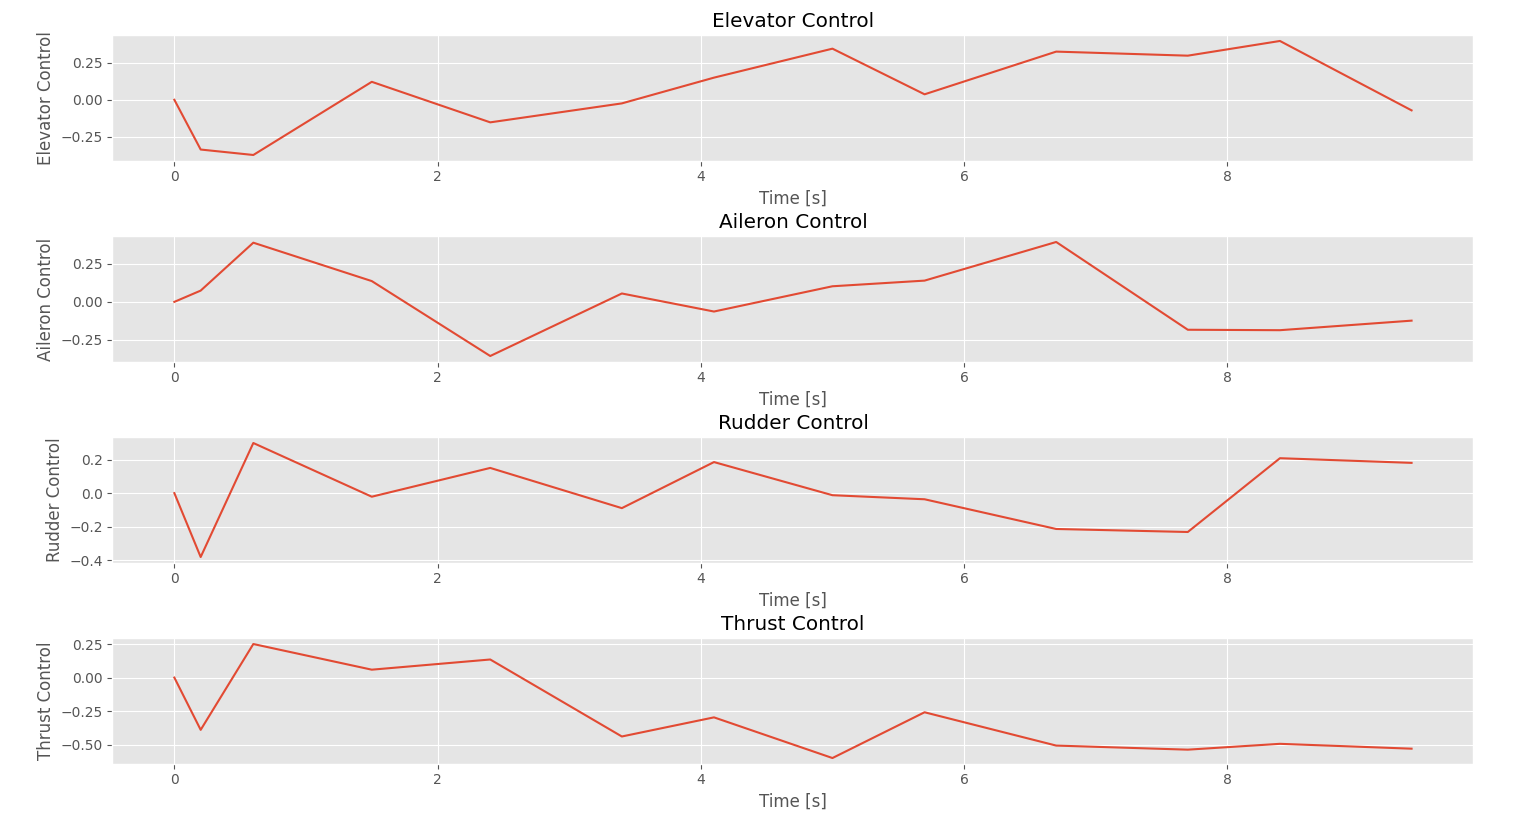 Elevator Control
Elevator Control
0.25
0.00
−0.25
0 2 4 6 8
Time [s]
Aileron Control
Aileron Control
0.25
0.00
−0.25
0 2 4 6 8
Time [s]
Rudder Control
Rudder Control
0.2
0.0
−0.2
−0.4
0 2 4 6 8
Time [s]
Thrust Control
Thrust Control
0.25
0.00
−0.25
−0.50
0 2 4 6 8
Time [s]